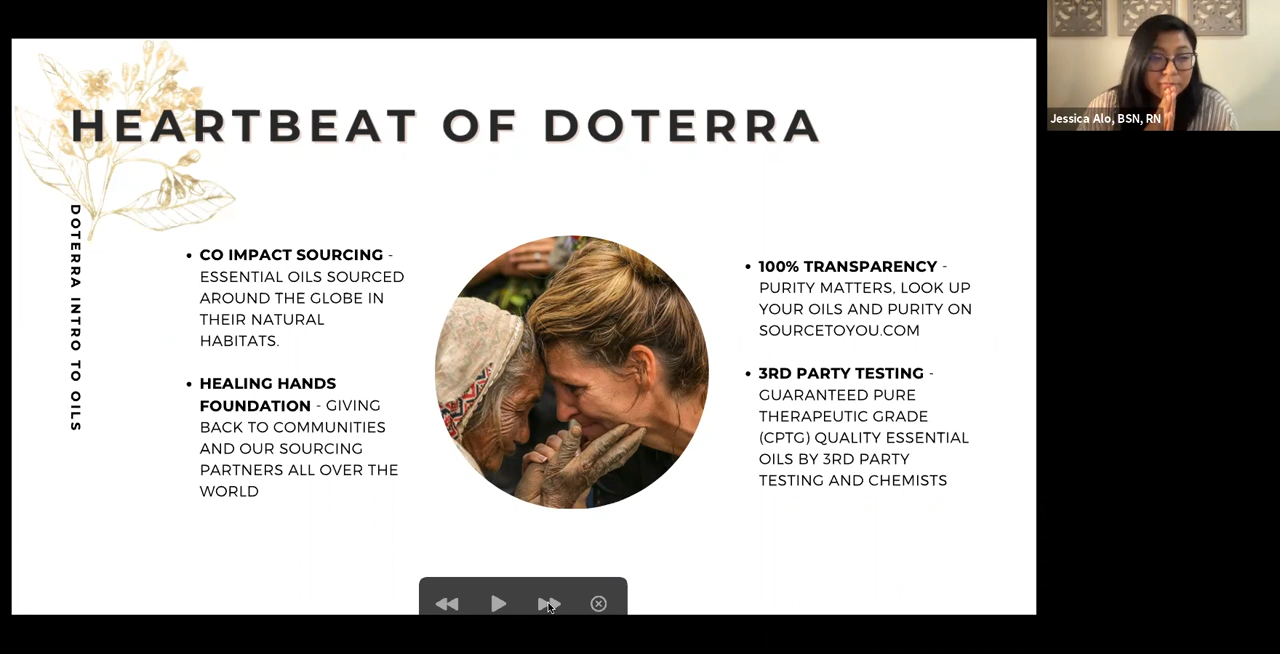 HEARTBEAT OF DOTERRA
DOTERRA INTRO TO OILS
• CO IMPACT SOURCING -
ESSENTIAL OILS SOURCED
AROUND THE GLOBE IN
THEIR NATURAL
HABITATS.
• HEALING HANDS
FOUNDATION - GIVING
BACK TO COMMUNITIES
AND OUR SOURCING
PARTNERS ALL OVER THE
WORLD
• 100% TRANSPARENCY -
PURITY MATTERS, LOOK UP
YOUR OILS AND PURITY ON
SOURCETOYOU.COM
• 3RD PARTY TESTING -
GUARANTEED PURE
THERAPEUTIC GRADE
(CPTG) QUALITY ESSENTIAL
OILS BY 3RD PARTY
TESTING AND CHEMISTS
Jessica Alo, BSN, RN